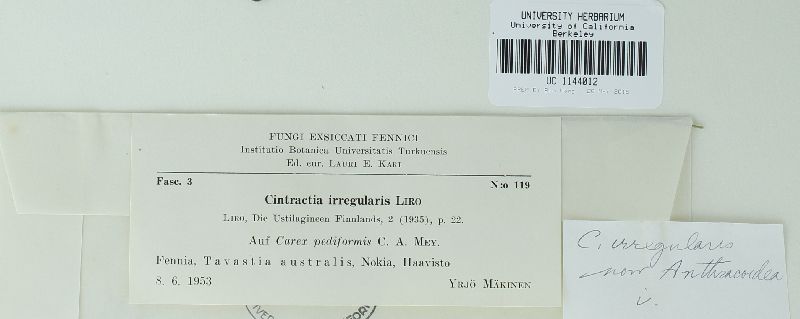 UNIVERSITY HERBARIUM
University of California
Berkeley
UC 1144012
FUNGI EXSICCATI FENNICI
Institutio Botanica Universitatis Turkuensis
Ed. cur. LAURI E. KARI
Fasc. 3 N:o 119
Cintractia irregularis LIRO
LIRO, Die Ustilagineen Finnlands, 2 (1935), p. 22.
Auf Carex pediformis C. A. MEY.
Fennia, Tavastia australis, Nokia, Haavisto
8. 6. 1953 YRJÖ MÄKINEN
C. irregularis
now Anthracoidea
i.